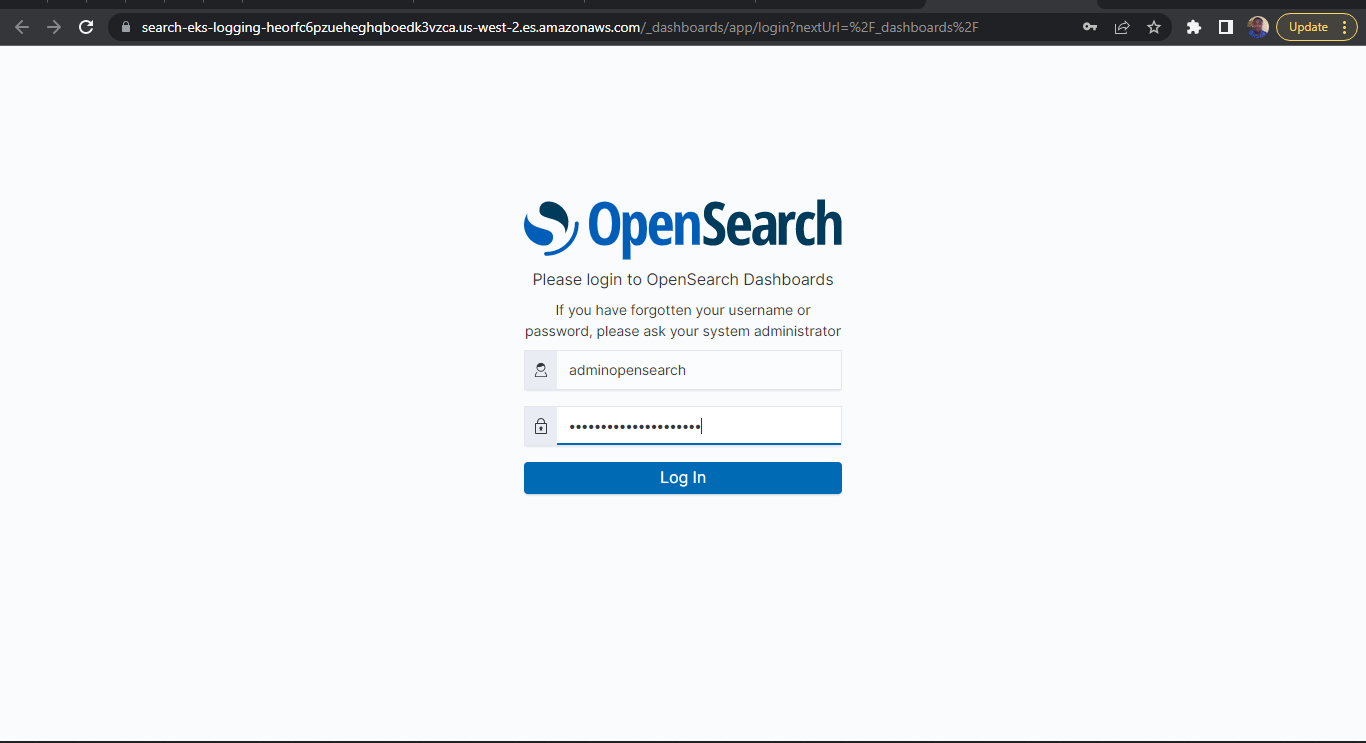 search-eks-logging-heorfc6pzueheghqboedk3vzca.us-west-2.es.amazonaws.com/_dashboards/app/login?nextUrl=%2F_dashboards%2F
Update
OpenSearch
Please login to OpenSearch Dashboards
If you have forgotten your username or
password, please ask your system administrator
adminopensearch
Log In